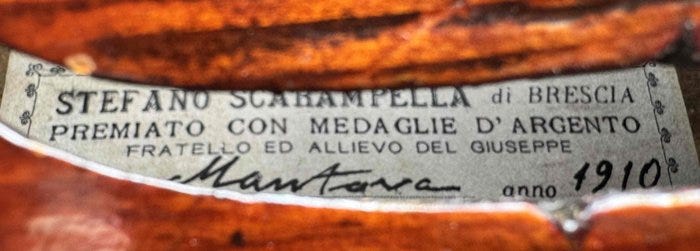 STEFANO SCARAMPELLA di BRESCIA
PREMIATO CON MEDAGLIE D'ARGENTO
FRATELLO ED ALLIEVO DEL GIUSEPPE
Mantova anno 1910